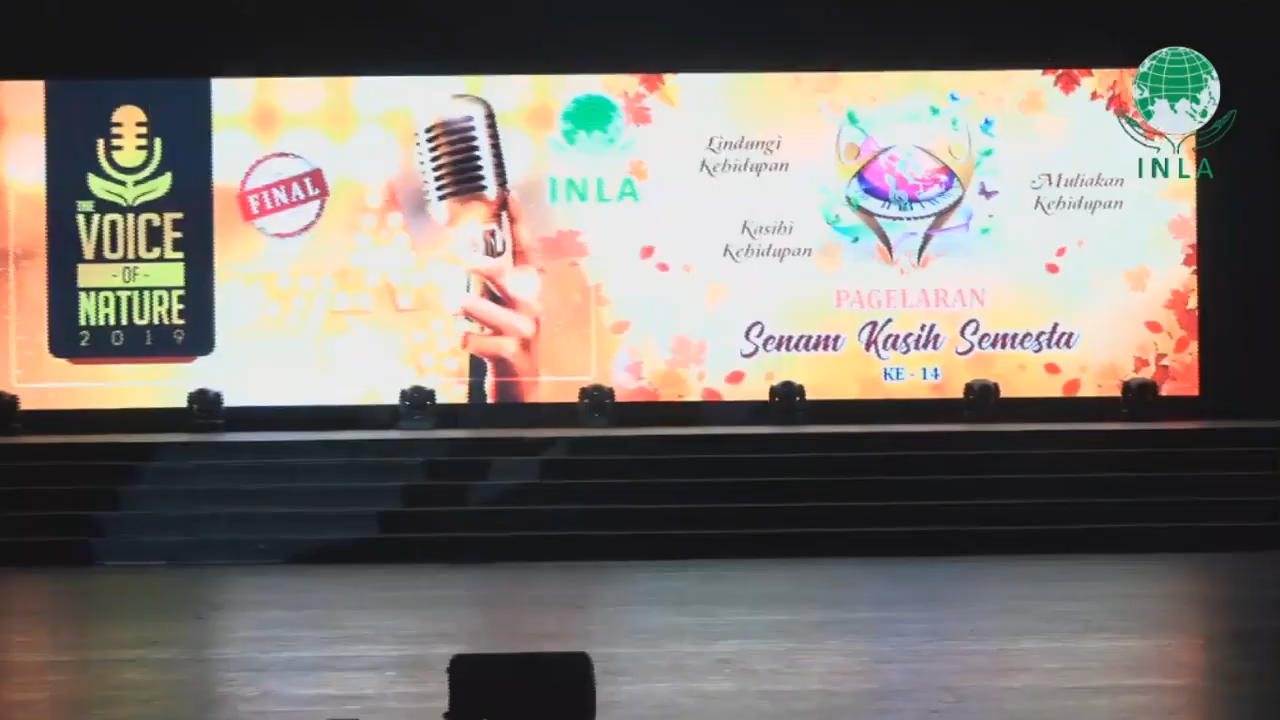 THE
VOICE
- OF -
NATURE
2019
FINAL
INLA
Lindungi
Kehidupan
Kasihi
Kehidupan
Muliakan
Kehidupan
PAGELARAN
Senam Kasih Semesta
KE - 14
INLA